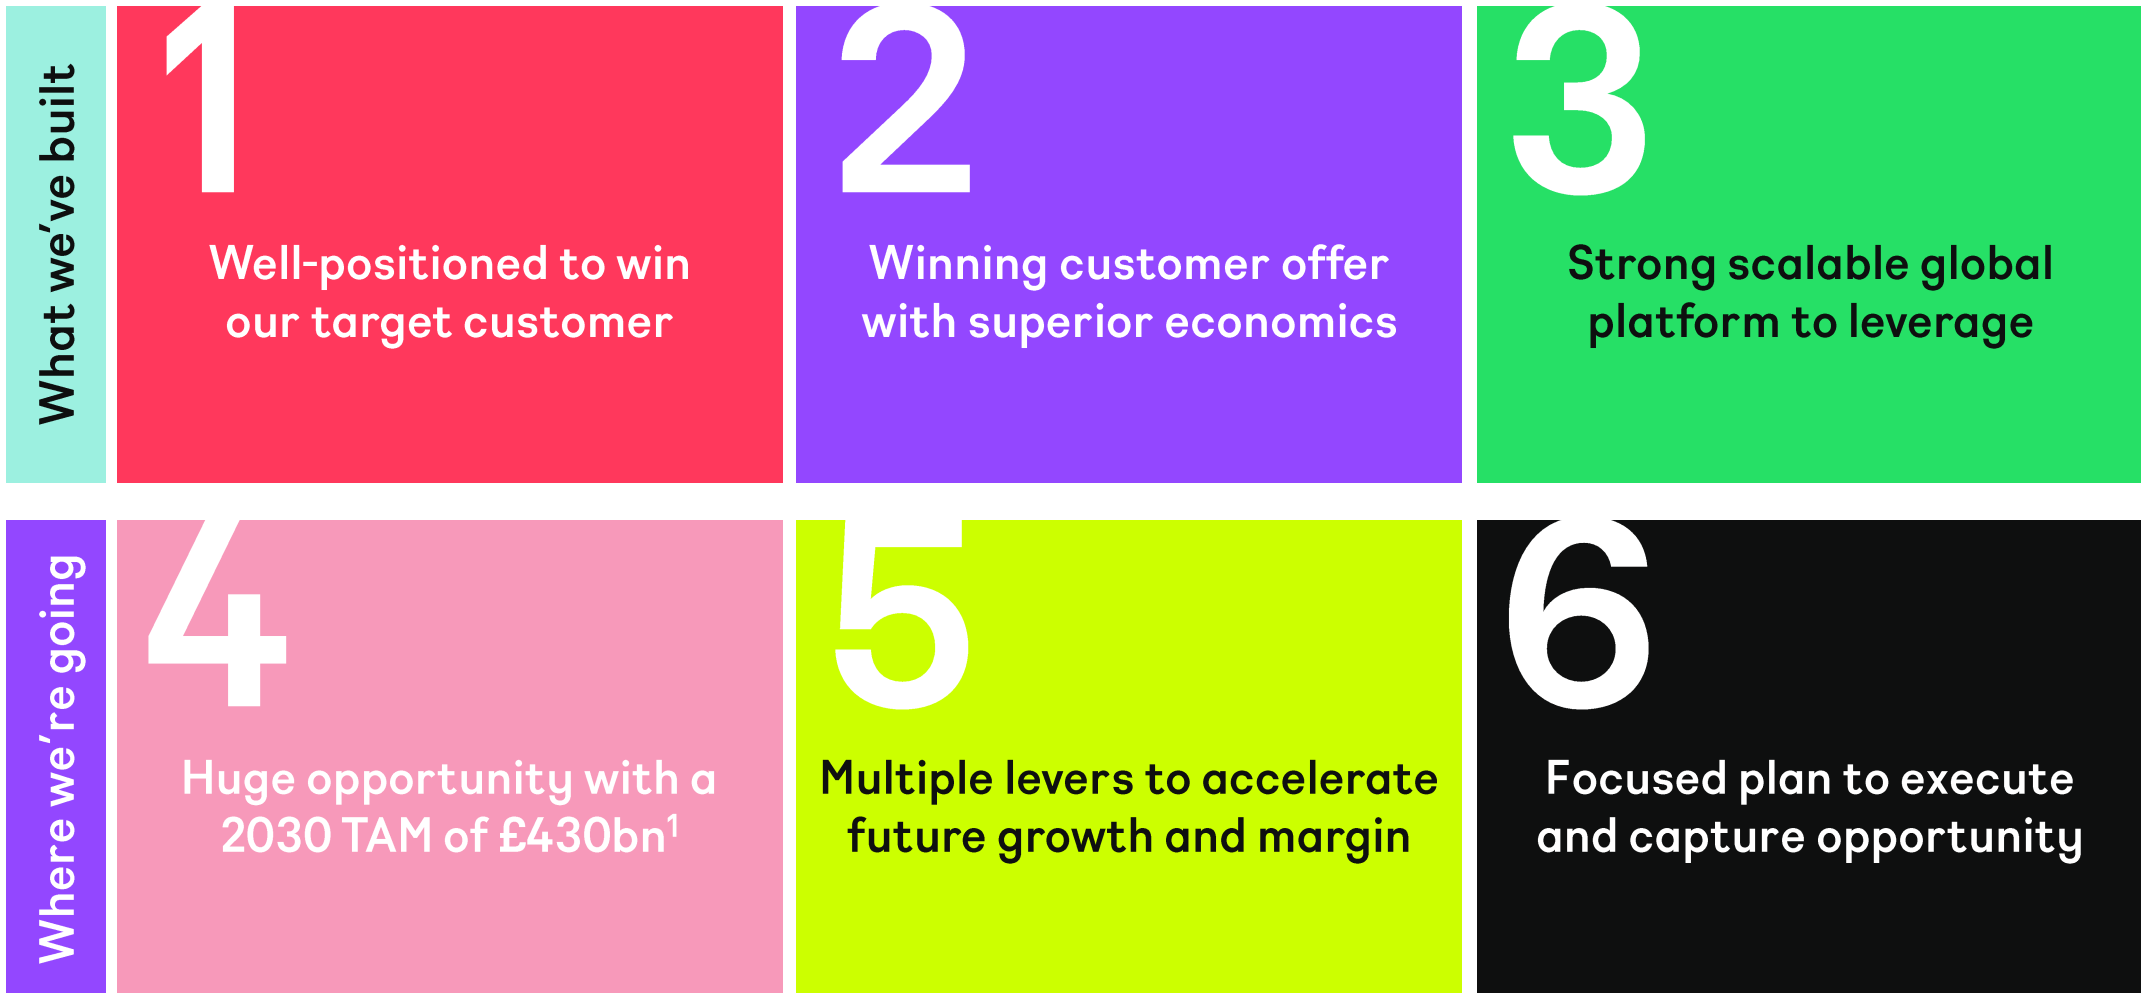 What we've built
1
Well-positioned to win
our target customer
2
Winning customer offer
with superior economics
3
Strong scalable global
platform to leverage
Where we're going
4
Huge opportunity with a
2030 TAM of £430bn¹
5
Multiple levers to accelerate
future growth and margin
6
Focused plan to execute
and capture opportunity